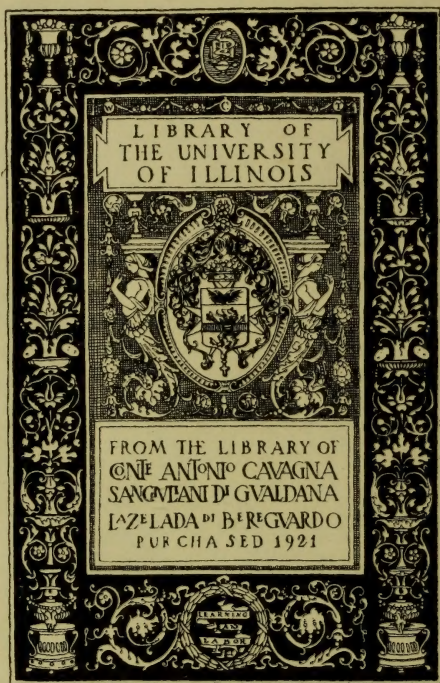 W C T
LIBRARY OF
THE UNIVERSITY
OF ILLINOIS
FROM THE LIBRARY OF
CONTE ANTONIO CAVAGNA
SANGIULIANI DI GVALDANA
LAZELADA DI BEREGVARDO
PURCHASED 1921
LEARNING
AND
LABOR